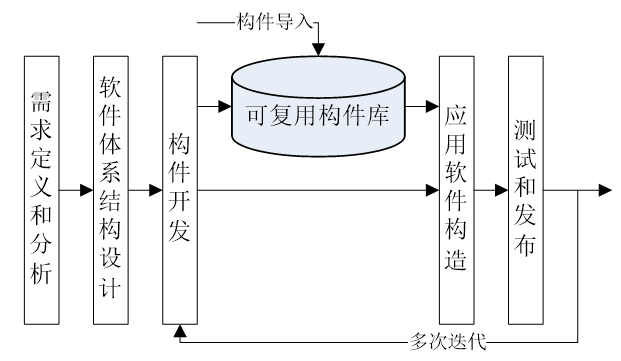 构件导入
需求定义和分析
软件体系结构设计
构件开发
可复用构件库
应用软件构造
测试和发布
多次迭代